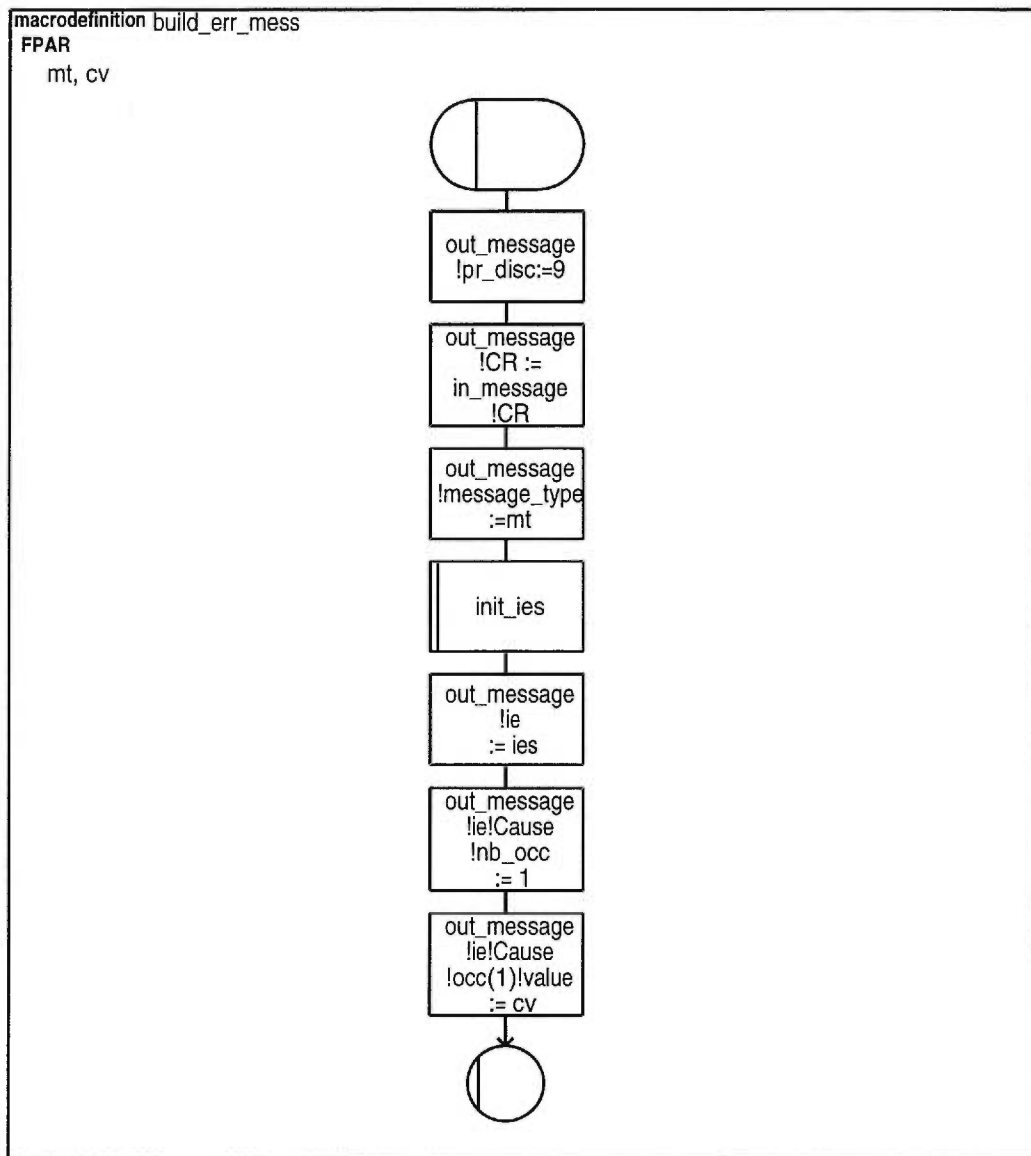 macrodefinition build_err_mess
FPAR
mt, cv
out_message
!pr_disc:=9
out_message
!CR :=
in_message
!CR
out_message
!message_type
:=mt
init_ies
out_message
!ie
:= ies
out_message
!ie!Cause
!nb_occ
:= 1
out_message
!ie!Cause
!occ(1)!value
:= cv